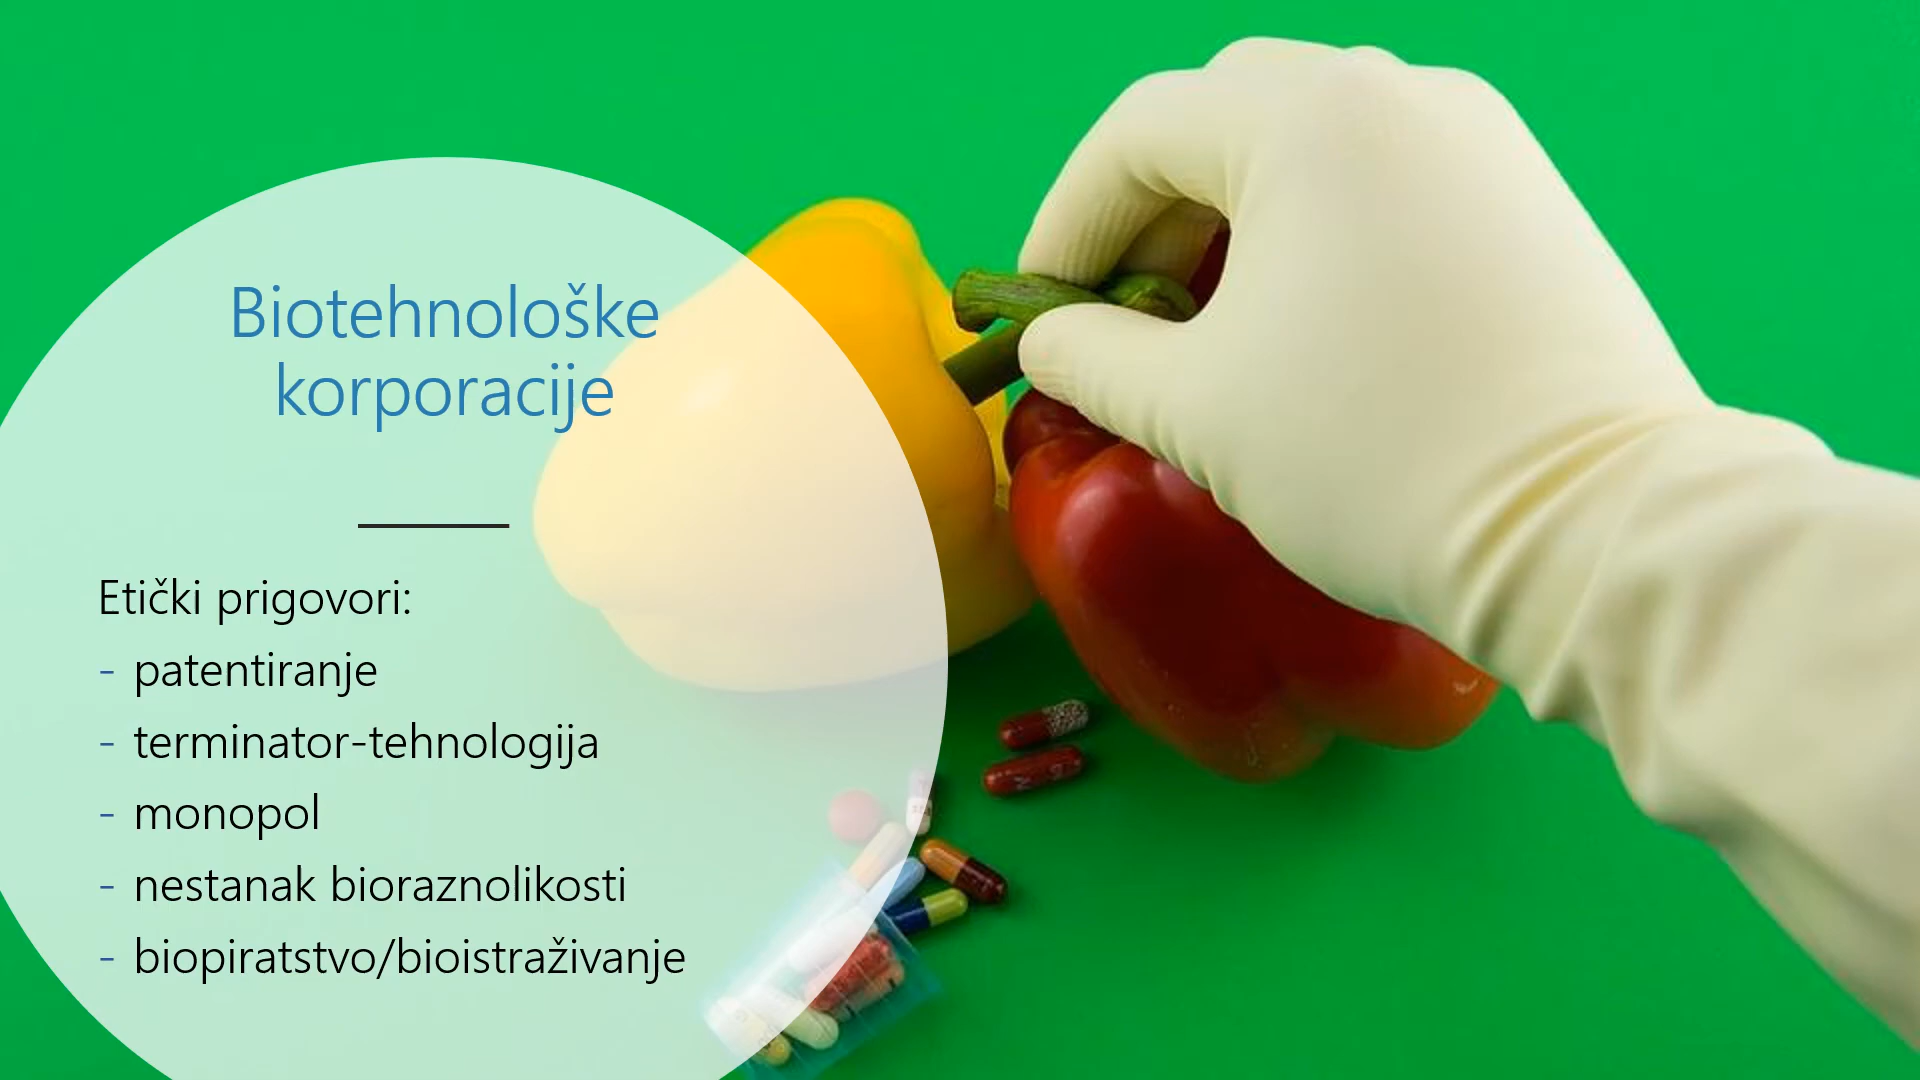 Biotehnološke
korporacije
Etički prigovori:
- patentiranje
- terminator-tehnologija
- monopol
- nestanak bioraznolikosti
- biopiratstvo/bioistraživanje